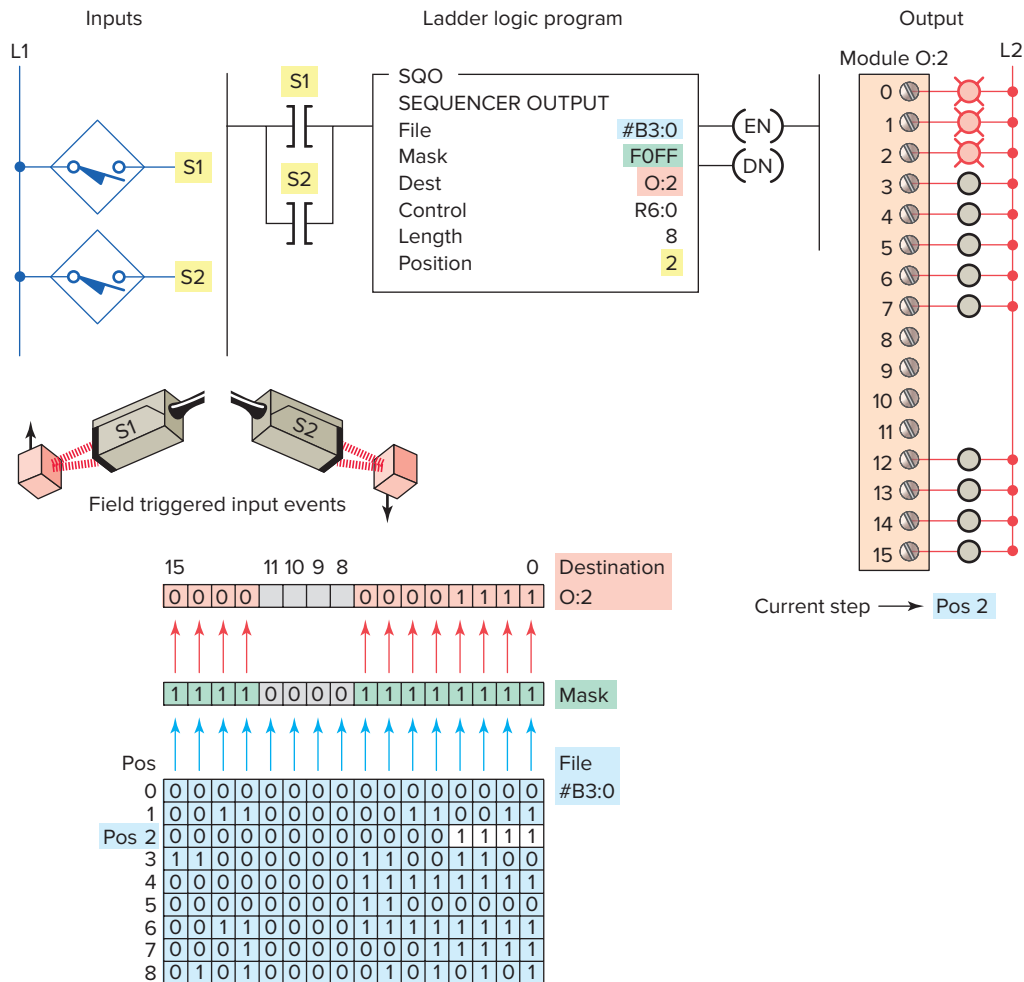 Inputs
L1
S1
S2
S1
S2
Field triggered input events
Ladder logic program
S1
S2
SQO
SEQUENCER OUTPUT
File #B3:0
Mask F0FF
Dest O:2
Control R6:0
Length 8
Position 2
EN
DN
Output
Module O:2
L2
0
1
2
3
4
5
6
7
8
9
10
11
12
13
14
15
Current step Pos 2
15 11 10 9 8 0 Destination
0 0 0 0 0 0 0 0 1 1 1 1 O:2
1 1 1 1 0 0 0 0 1 1 1 1 1 1 1 1 Mask
Pos File
0 0 0 0 0 0 0 0 0 0 0 0 0 0 0 0 0 #B3:0
1 0 0 1 1 0 0 0 0 0 0 1 1 0 0 1 1
Pos 2 0 0 0 0 0 0 0 0 0 0 0 0 1 1 1 1
3 1 1 0 0 0 0 0 0 1 1 0 0 1 1 0 0
4 0 0 0 0 0 0 0 0 1 1 1 1 1 1 1 1
5 0 0 0 0 0 0 0 0 1 1 0 0 0 0 0 0
6 0 0 1 1 0 0 0 0 1 1 1 1 1 1 1 1
7 0 0 0 1 0 0 0 0 0 0 0 1 1 1 1 1
8 0 1 0 1 0 0 0 0 0 1 0 1 0 1 0 1